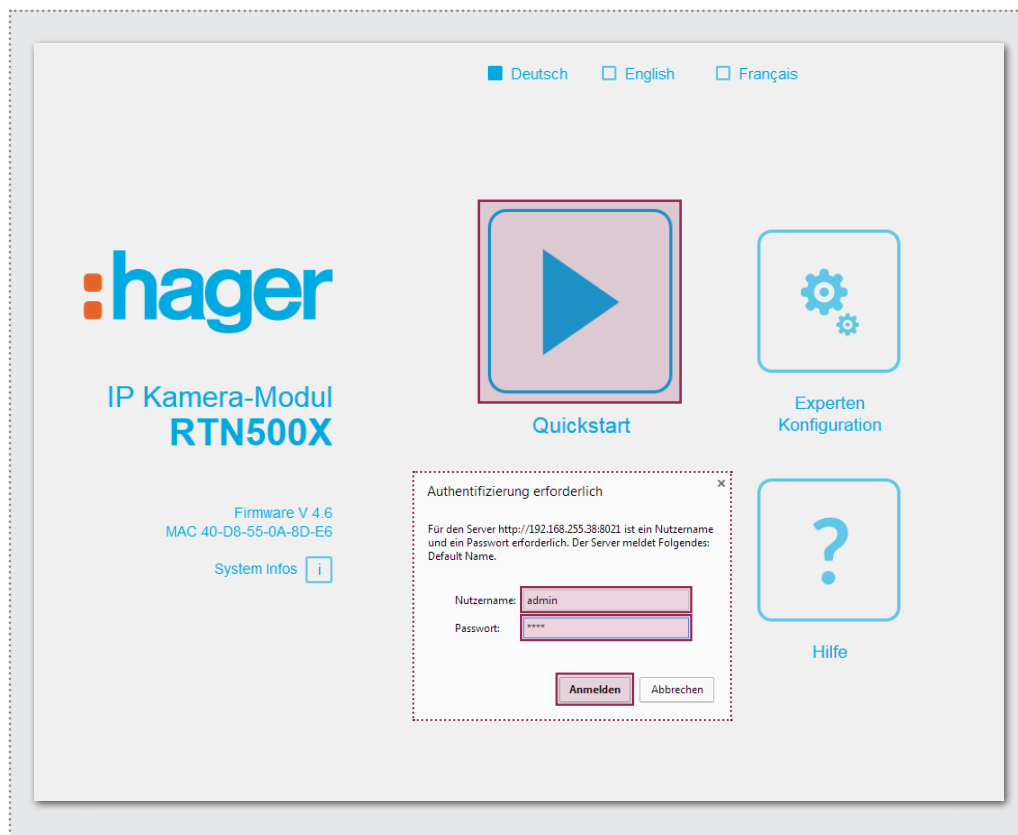 Deutsch English Français
:hager
IP Kamera-Modul
RTN500X
Firmware V 4.6
MAC 40-D8-55-0A-8D-E6
System Infos i
Quickstart
Experten
Konfiguration
Authentifizierung erforderlich ×
Für den Server http://192.168.255.38:8021 ist ein Nutzername
und ein Passwort erforderlich. Der Server meldet Folgendes:
Default Name.
Nutzername: admin
Passwort: ****
Anmelden Abbrechen
?
Hilfe